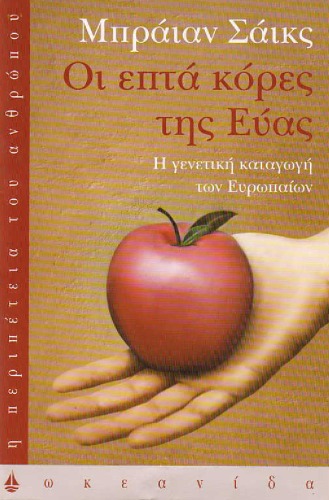 Μπράιαν Σάικς
Οι επτά κόρες
της Εύας
Η γενετική καταγωγή
των Ευρωπαίων
η περιπέτεια του ανθρώπου
ωκεανίδα